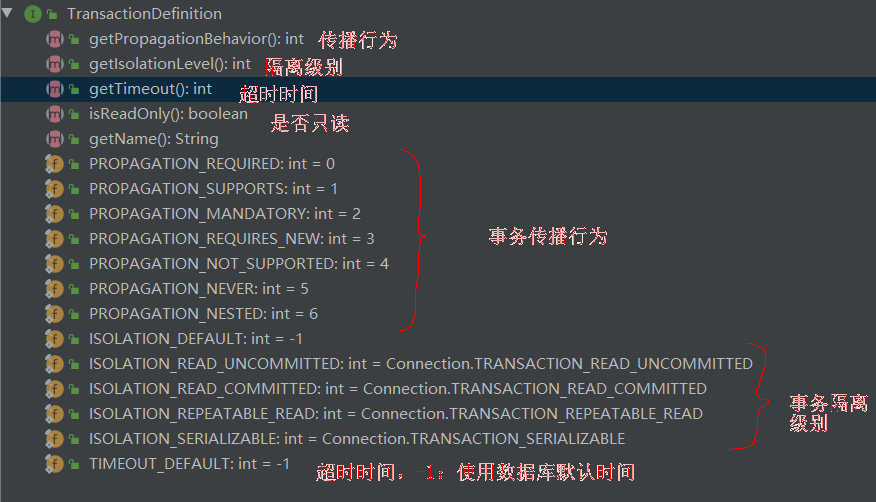 TransactionDefinition
getPropagationBehavior(): int 传播行为
getIsolationLevel(): int 隔离级别
getTimeout(): int 超时时间
isReadOnly(): boolean 是否只读
getName(): String
PROPAGATION_REQUIRED: int = 0
PROPAGATION_SUPPORTS: int = 1
PROPAGATION_MANDATORY: int = 2
PROPAGATION_REQUIRES_NEW: int = 3 事务传播行为
PROPAGATION_NOT_SUPPORTED: int = 4
PROPAGATION_NEVER: int = 5
PROPAGATION_NESTED: int = 6
ISOLATION_DEFAULT: int = -1
ISOLATION_READ_UNCOMMITTED: int = Connection.TRANSACTION_READ_UNCOMMITTED
ISOLATION_READ_COMMITTED: int = Connection.TRANSACTION_READ_COMMITTED
ISOLATION_REPEATABLE_READ: int = Connection.TRANSACTION_REPEATABLE_READ
ISOLATION_SERIALIZABLE: int = Connection.TRANSACTION_SERIALIZABLE
事务隔离
级别
TIMEOUT_DEFAULT: int = -1 超时时间，-1：使用数据库默认时间